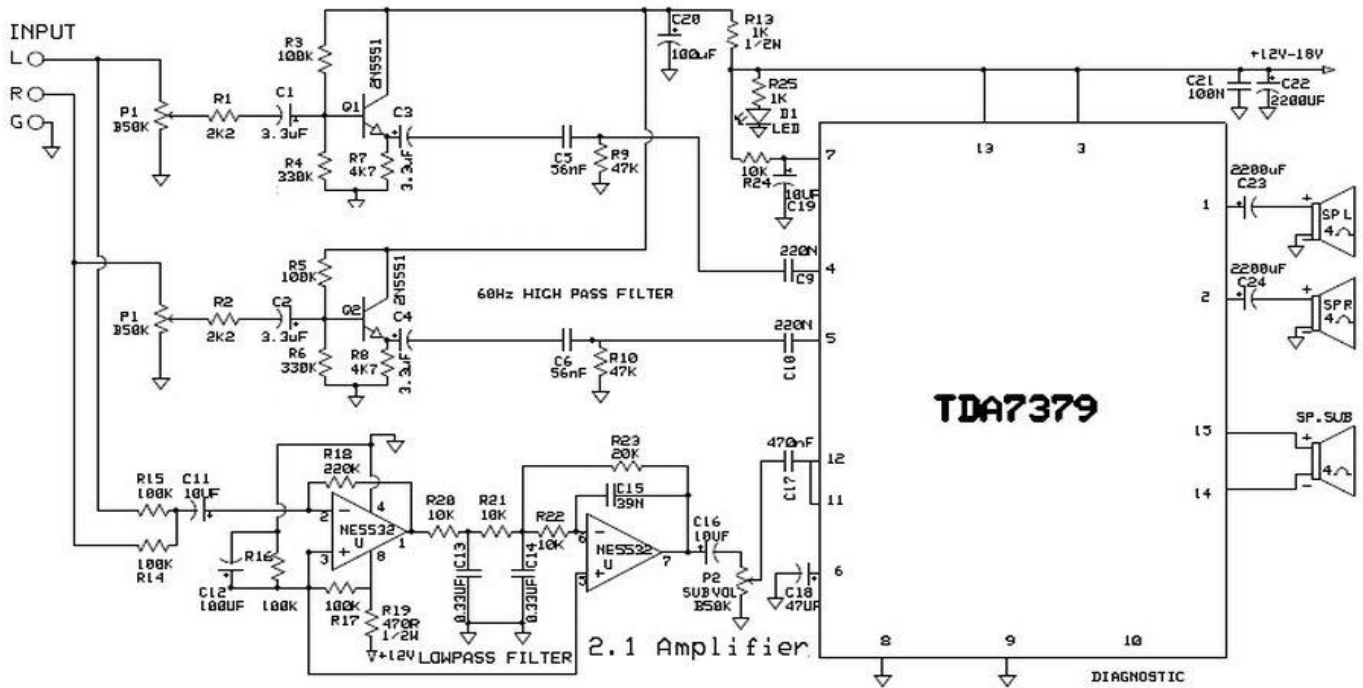 INPUT
L
R
G
P1
B50K
R1
2K2
C1
3.3uF
R3
100K
R4
330K
Q1
2N5551
R7
4K7
C3
3.3uF
C5
56nF
R9
47K
C20
100uF
R13
1K
1/2W
R25
1K
D1
LED
10K
R24
10UF
C19
+12V-18V
C21
100N
C22
2200UF
7
13
3
1
2200uF
C23
+
SPL
4
220N
C9
4
2
2200uF
C24
+
SPR
4
P1
B50K
R2
2K2
C2
3.3uF
R5
100K
R6
330K
Q2
2N5551
R8
4K7
C4
3.3uF
60Hz HIGH PASS FILTER
C6
56nF
R10
47K
220N
C10
5
TDA7379
R15
100K
100K
R14
C11
10UF
R18
220K
2
-
3
+
4
8
1
NE5532
U
R16
100K
C12
100UF
100K
R17
R19
470R
1/2W
+12V
R20
10K
R21
10K
R22
10K
C13
0.33UF
C14
0.33UF
LOWPASS FILTER
R23
20K
C15
39N
6
-
5
+
7
NE5532
U
C16
10UF
P2
SUBVOL
B50K
470nF
C17
12
11
C18
47UF
6
15
14
SP.SUB
+
4
-
8
9
10
DIAGNOSTIC
2.1 Amplifier